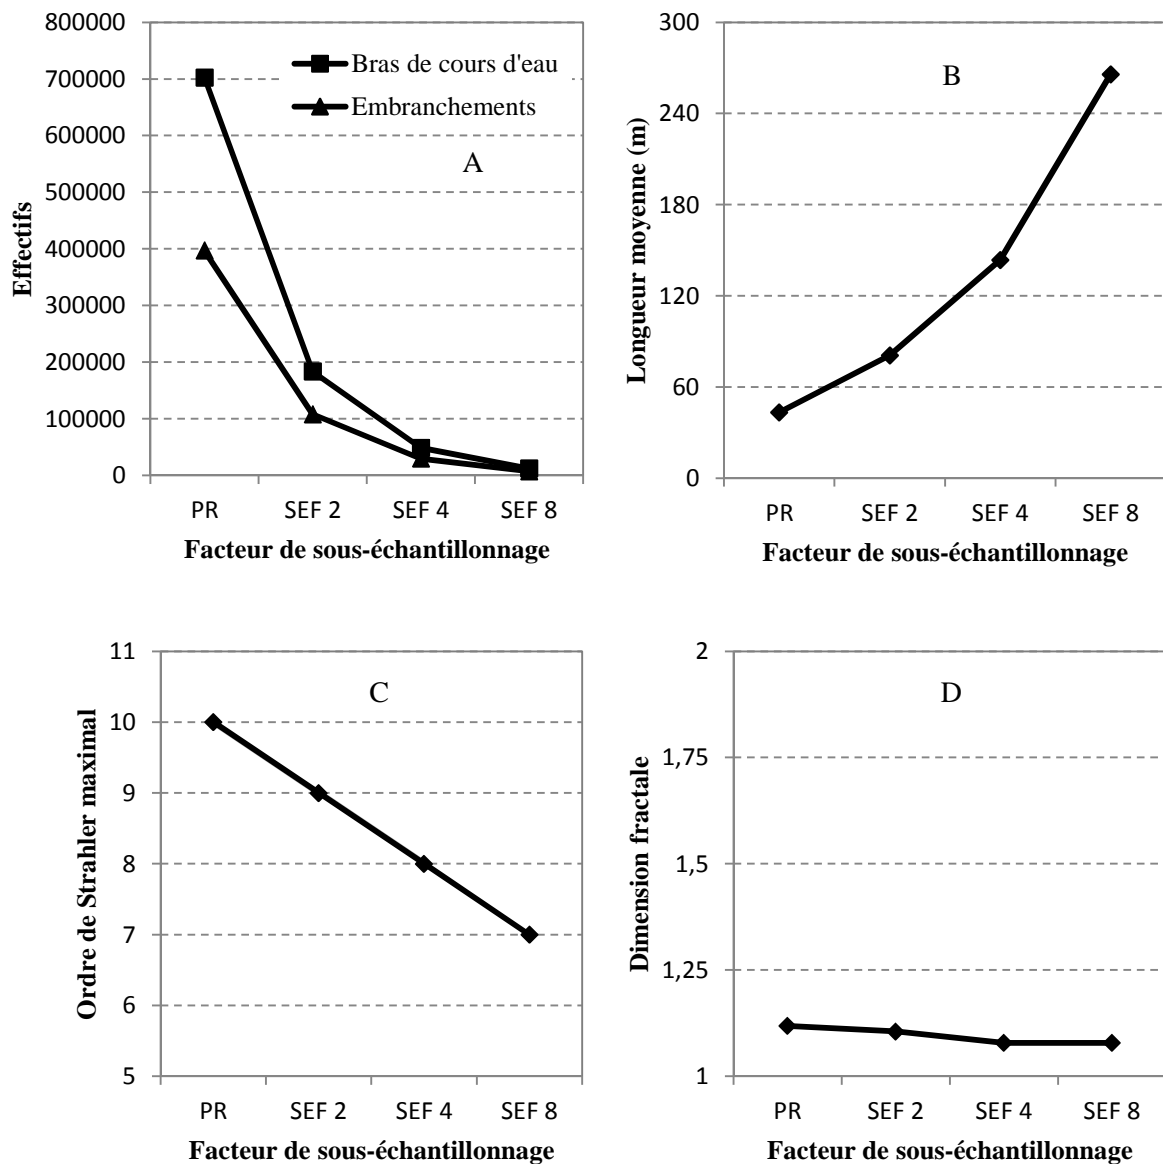 800000
700000
600000
500000
400000
300000
200000
100000
0
Effectifs
Bras de cours d'eau
Embranchements
A
PR SEF 2 SEF 4 SEF 8
Facteur de sous-échantillonnage
300
240
180
120
60
0
Longueur moyenne (m)
B
PR SEF 2 SEF 4 SEF 8
Facteur de sous-échantillonnage
11
10
9
8
7
6
5
Ordre de Strahler maximal
C
PR SEF 2 SEF 4 SEF 8
Facteur de sous-échantillonnage
2
1,75
1,5
1,25
1
Dimension fractale
D
PR SEF 2 SEF 4 SEF 8
Facteur de sous-échantillonnage